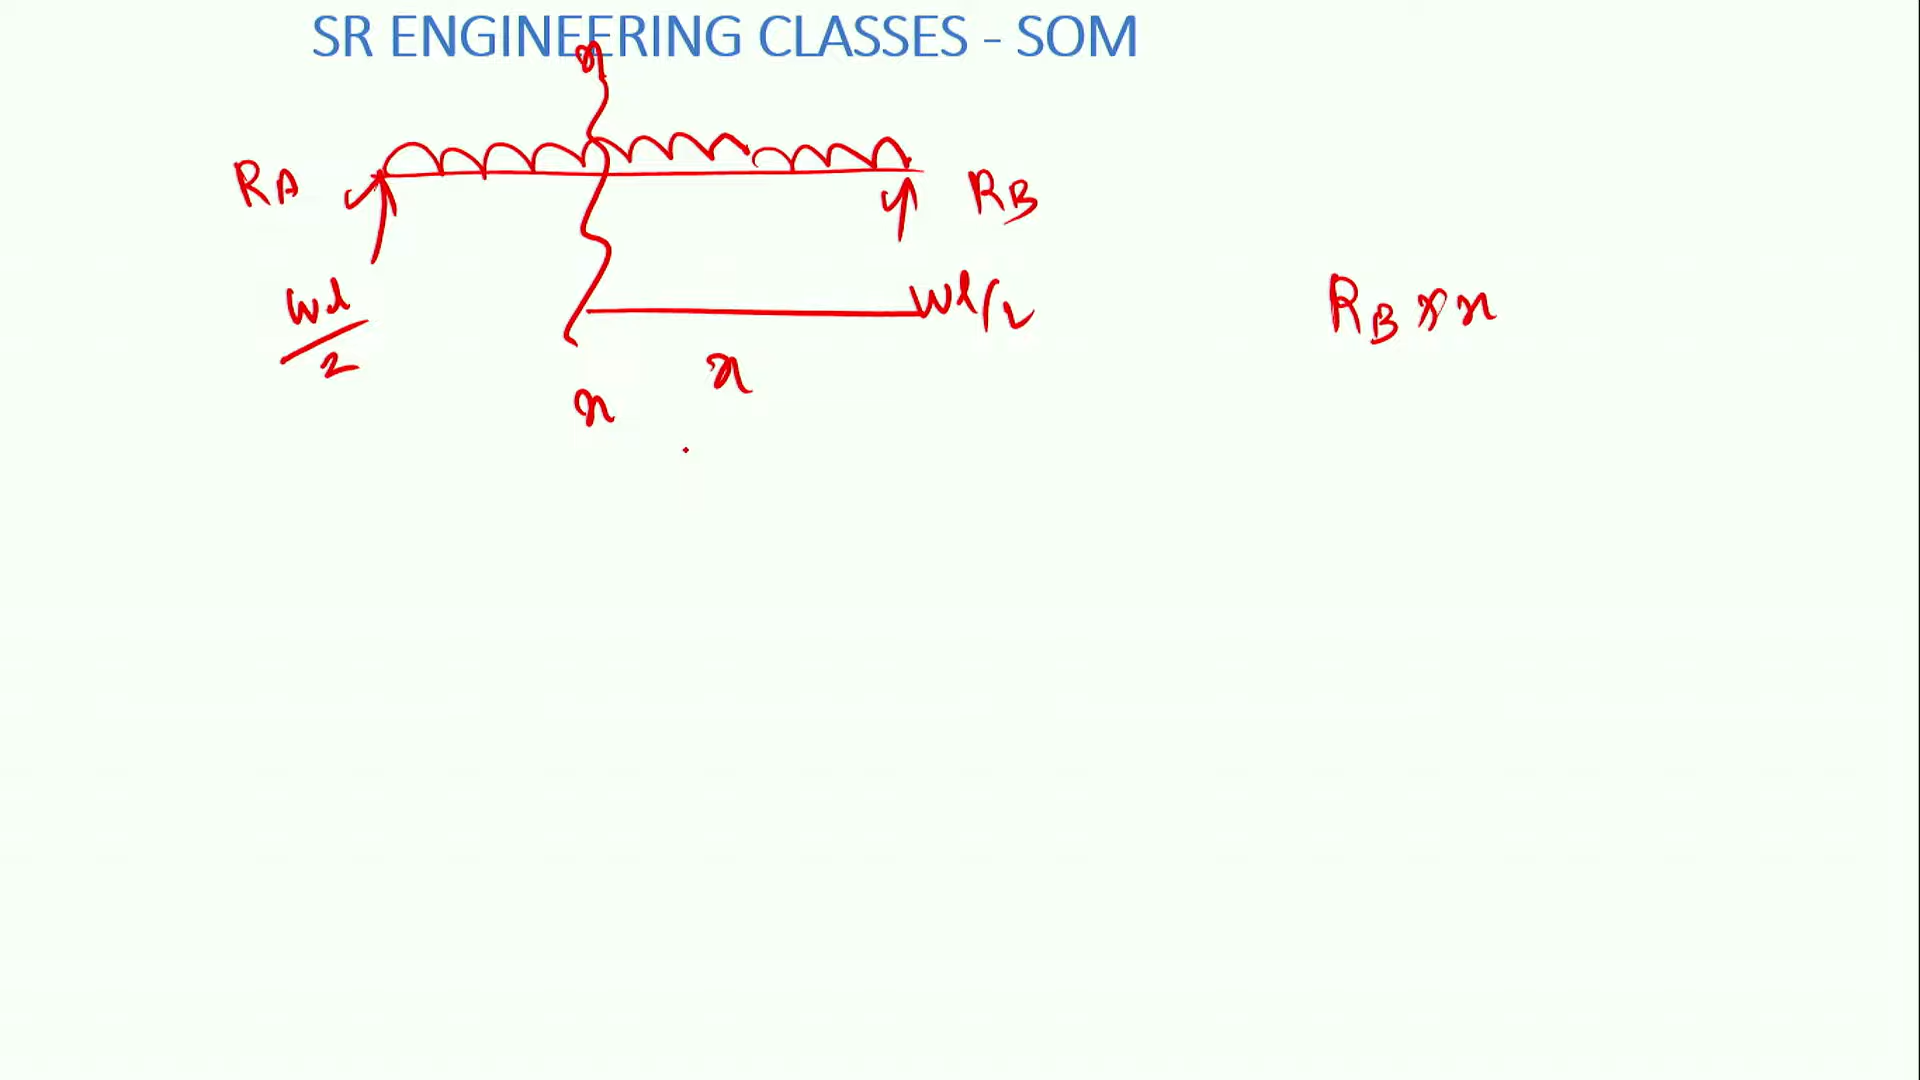 SR ENGINEERING CLASSES - SOM
x
RA
RB
wl/2
wl/2
RB × x
x
x